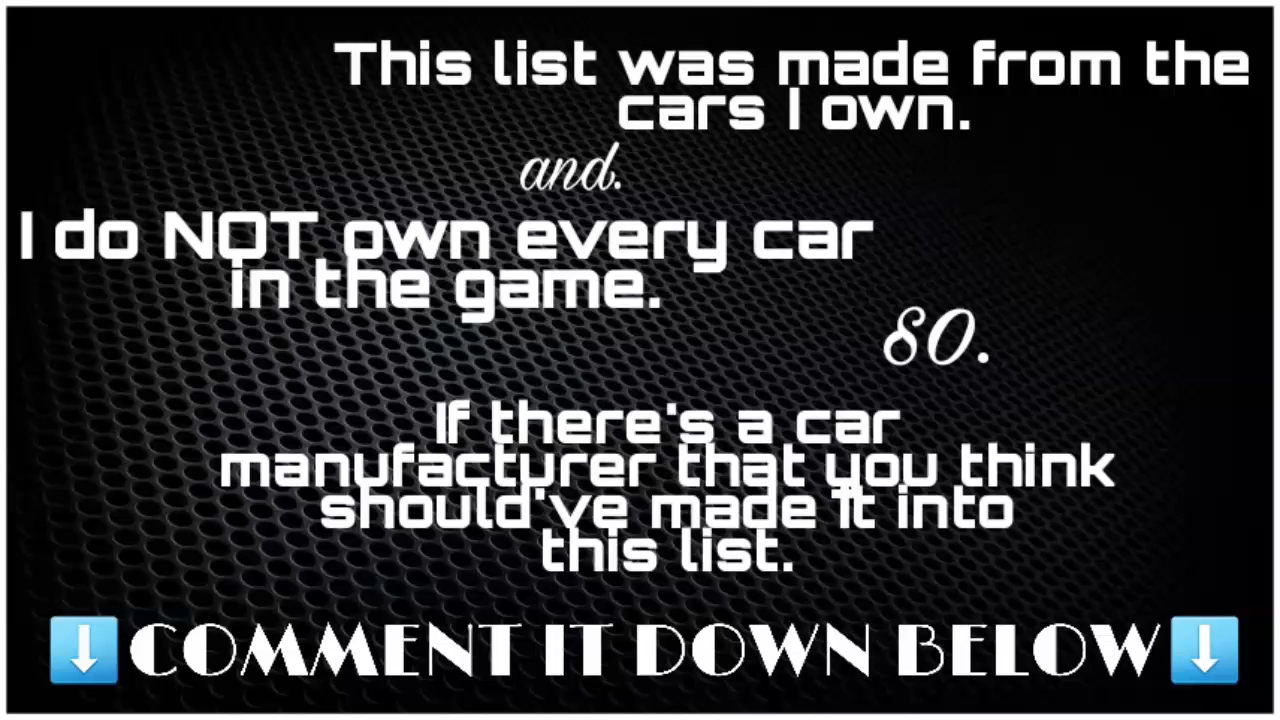 This list was made from the
cars I own.
and.
I do NOT own every car
in the game.
so.
If there's a car
manufacturer that you think
should've made it into
this list.
⬇COMMENT IT DOWN BELOW⬇